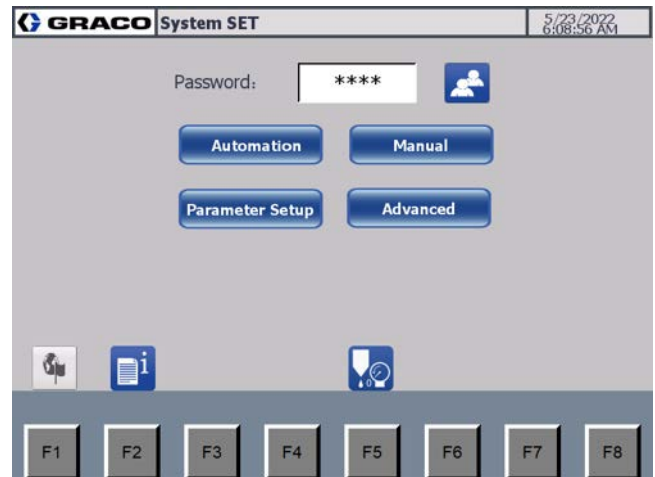 GRACO System SET 5/23/2022
6:08:56 AM
Password: ****
Automation Manual
Parameter Setup Advanced
i
F1 F2 F3 F4 F5 F6 F7 F8